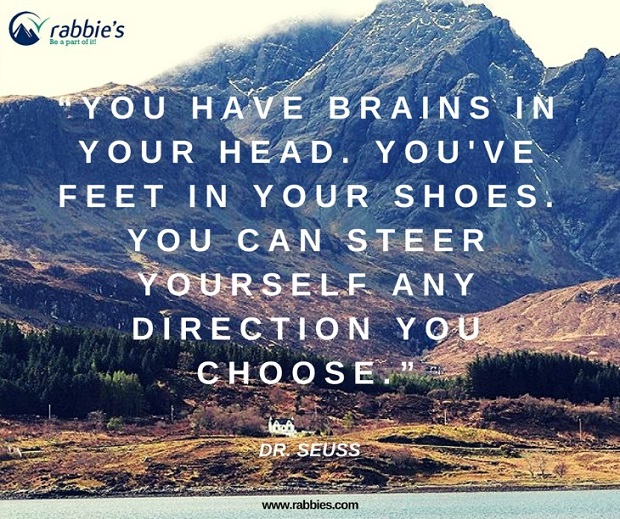 rabbie's
Be a part of it!
"YOU HAVE BRAINS IN
YOUR HEAD. YOU'VE
FEET IN YOUR SHOES.
YOU CAN STEER
YOURSELF ANY
DIRECTION YOU
CHOOSE.”
DR. SEUSS
www.rabbies.com